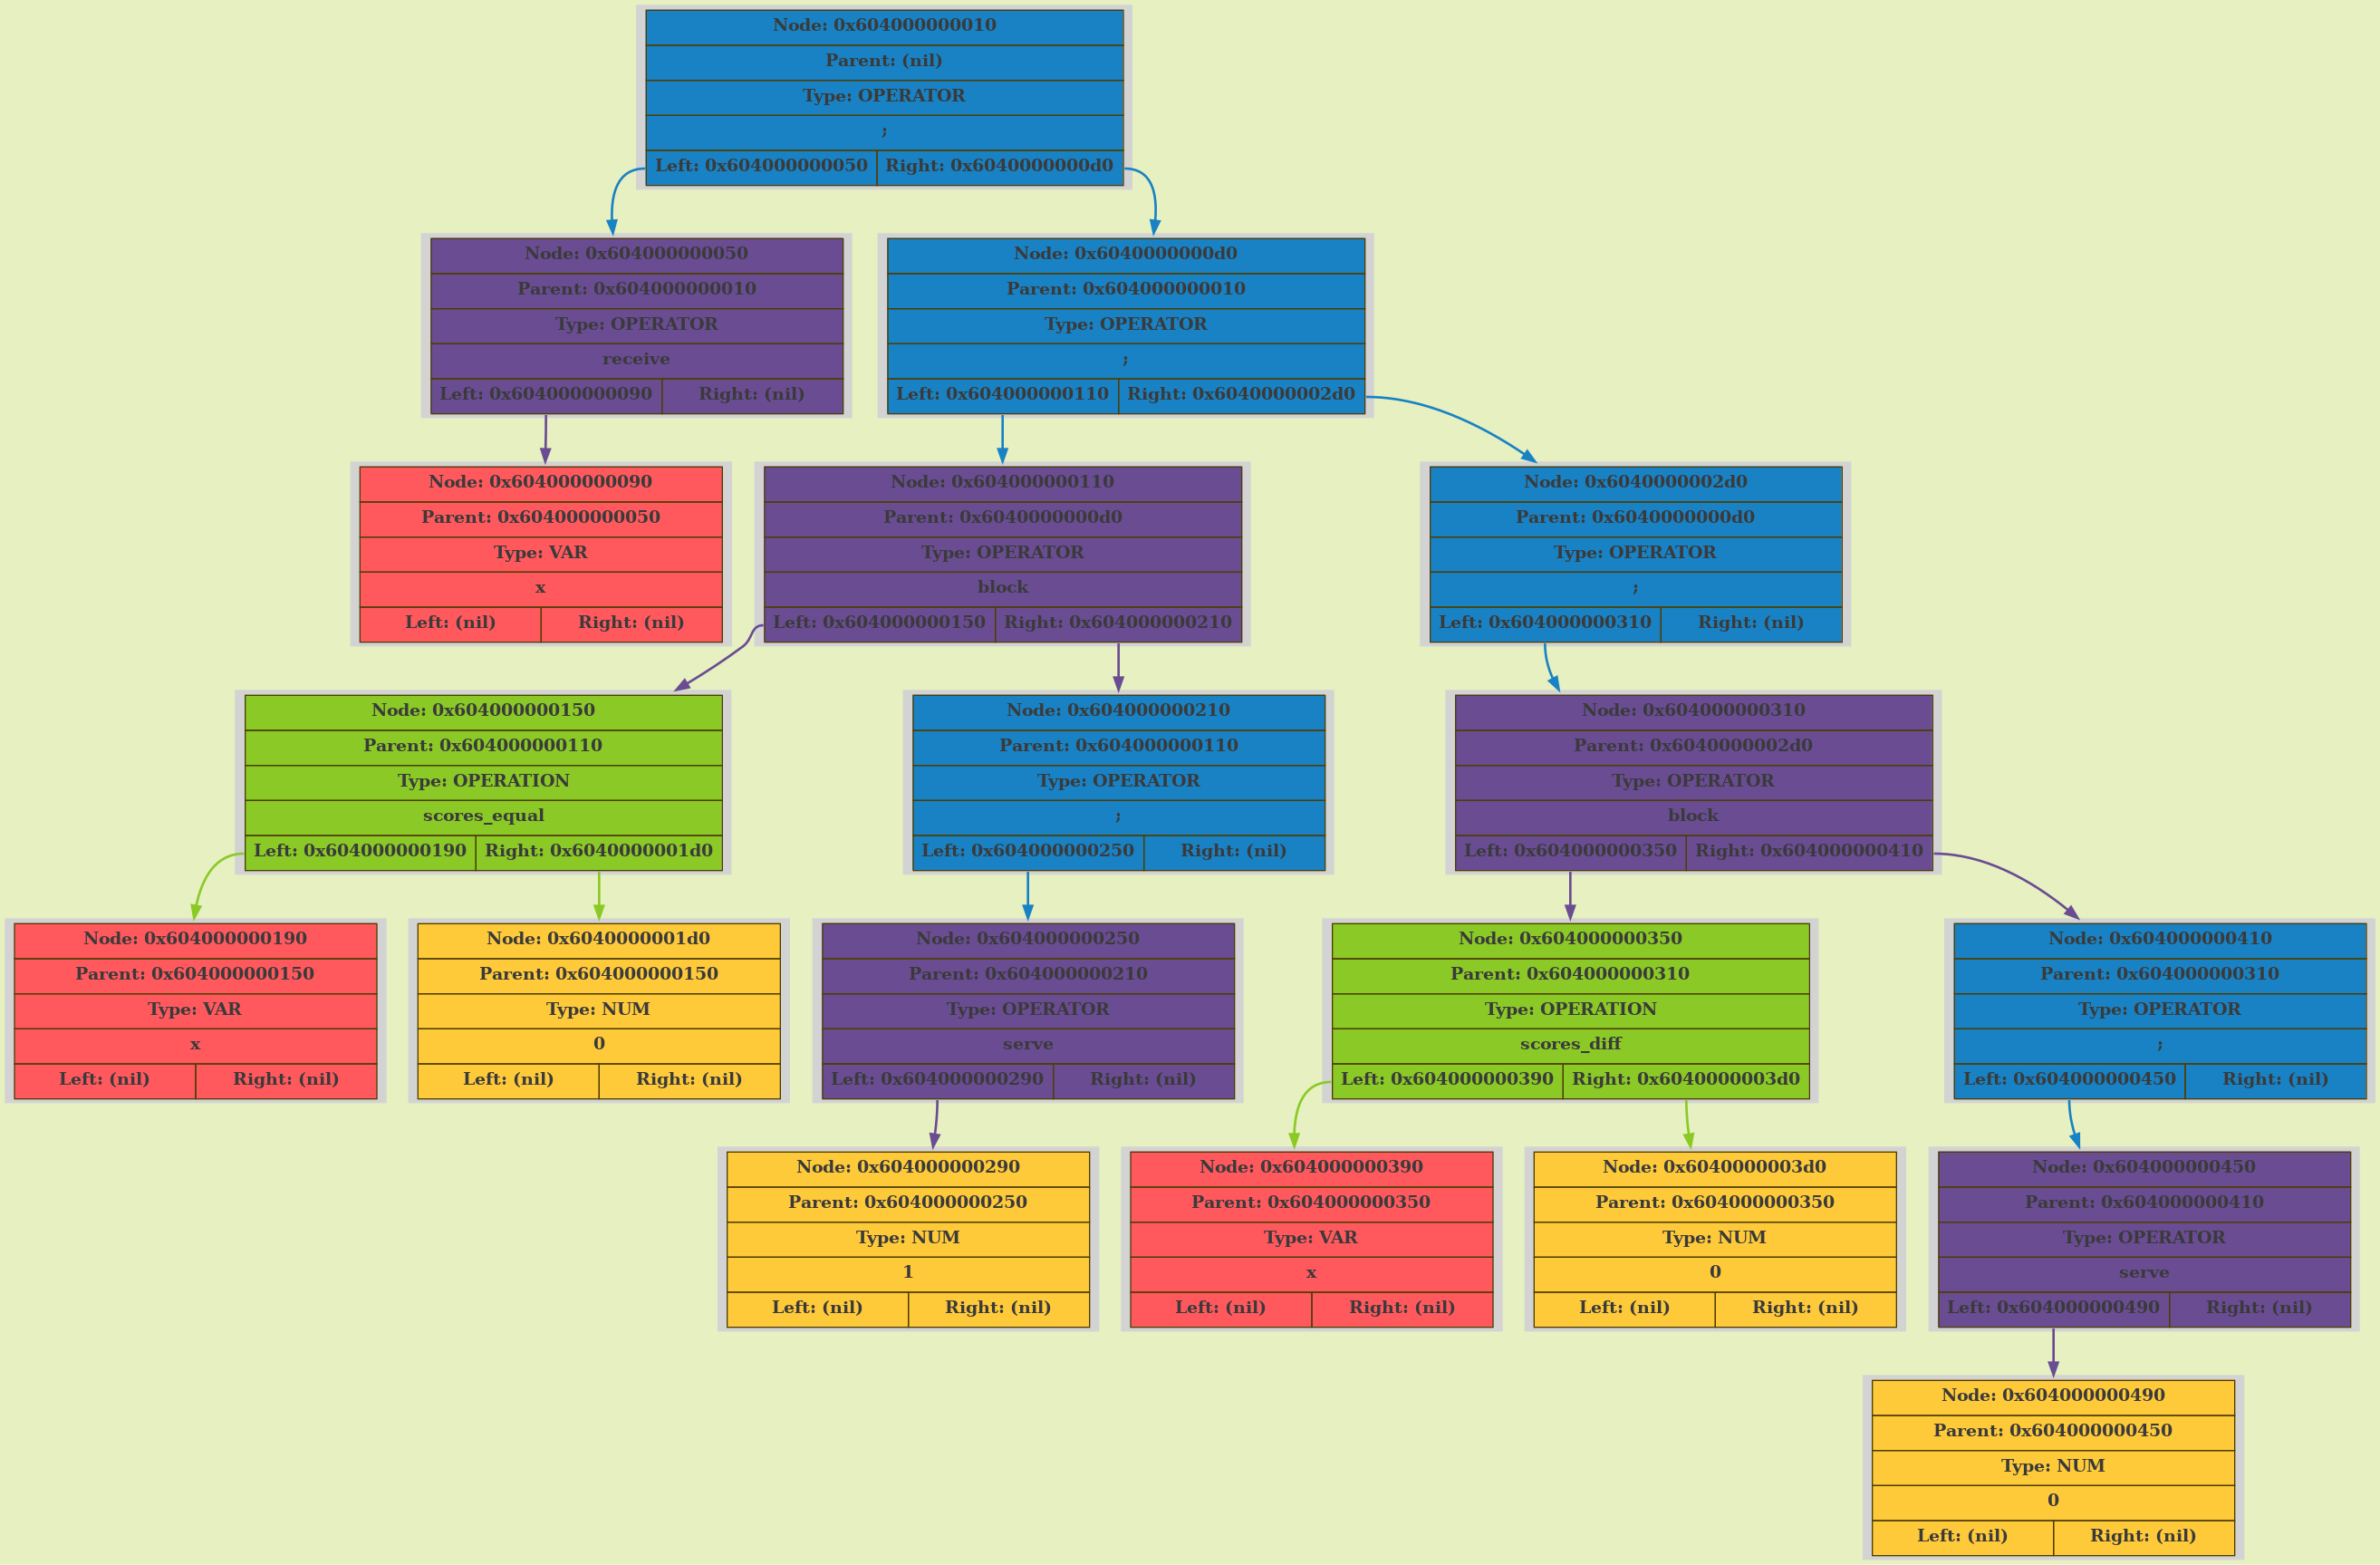 Node: 0x604000000010
Parent: (nil)
Type: OPERATOR
;
Left: 0x604000000050 Right: 0x6040000000d0
Node: 0x604000000050
Parent: 0x604000000010
Type: OPERATOR
receive
Left: 0x604000000090 Right: (nil)
Node: 0x6040000000d0
Parent: 0x604000000010
Type: OPERATOR
;
Left: 0x604000000110 Right: 0x6040000002d0
Node: 0x604000000090
Parent: 0x604000000050
Type: VAR
x
Left: (nil) Right: (nil)
Node: 0x604000000110
Parent: 0x6040000000d0
Type: OPERATOR
block
Left: 0x604000000150 Right: 0x604000000210
Node: 0x6040000002d0
Parent: 0x6040000000d0
Type: OPERATOR
;
Left: 0x604000000310 Right: (nil)
Node: 0x604000000150
Parent: 0x604000000110
Type: OPERATION
scores_equal
Left: 0x604000000190 Right: 0x6040000001d0
Node: 0x604000000210
Parent: 0x604000000110
Type: OPERATOR
;
Left: 0x604000000250 Right: (nil)
Node: 0x604000000310
Parent: 0x6040000002d0
Type: OPERATOR
block
Left: 0x604000000350 Right: 0x604000000410
Node: 0x604000000190
Parent: 0x604000000150
Type: VAR
x
Left: (nil) Right: (nil)
Node: 0x6040000001d0
Parent: 0x604000000150
Type: NUM
0
Left: (nil) Right: (nil)
Node: 0x604000000250
Parent: 0x604000000210
Type: OPERATOR
serve
Left: 0x604000000290 Right: (nil)
Node: 0x604000000350
Parent: 0x604000000310
Type: OPERATION
scores_diff
Left: 0x604000000390 Right: 0x6040000003d0
Node: 0x604000000410
Parent: 0x604000000310
Type: OPERATOR
;
Left: 0x604000000450 Right: (nil)
Node: 0x604000000290
Parent: 0x604000000250
Type: NUM
1
Left: (nil) Right: (nil)
Node: 0x604000000390
Parent: 0x604000000350
Type: VAR
x
Left: (nil) Right: (nil)
Node: 0x6040000003d0
Parent: 0x604000000350
Type: NUM
0
Left: (nil) Right: (nil)
Node: 0x604000000450
Parent: 0x604000000410
Type: OPERATOR
serve
Left: 0x604000000490 Right: (nil)
Node: 0x604000000490
Parent: 0x604000000450
Type: NUM
0
Left: (nil) Right: (nil)